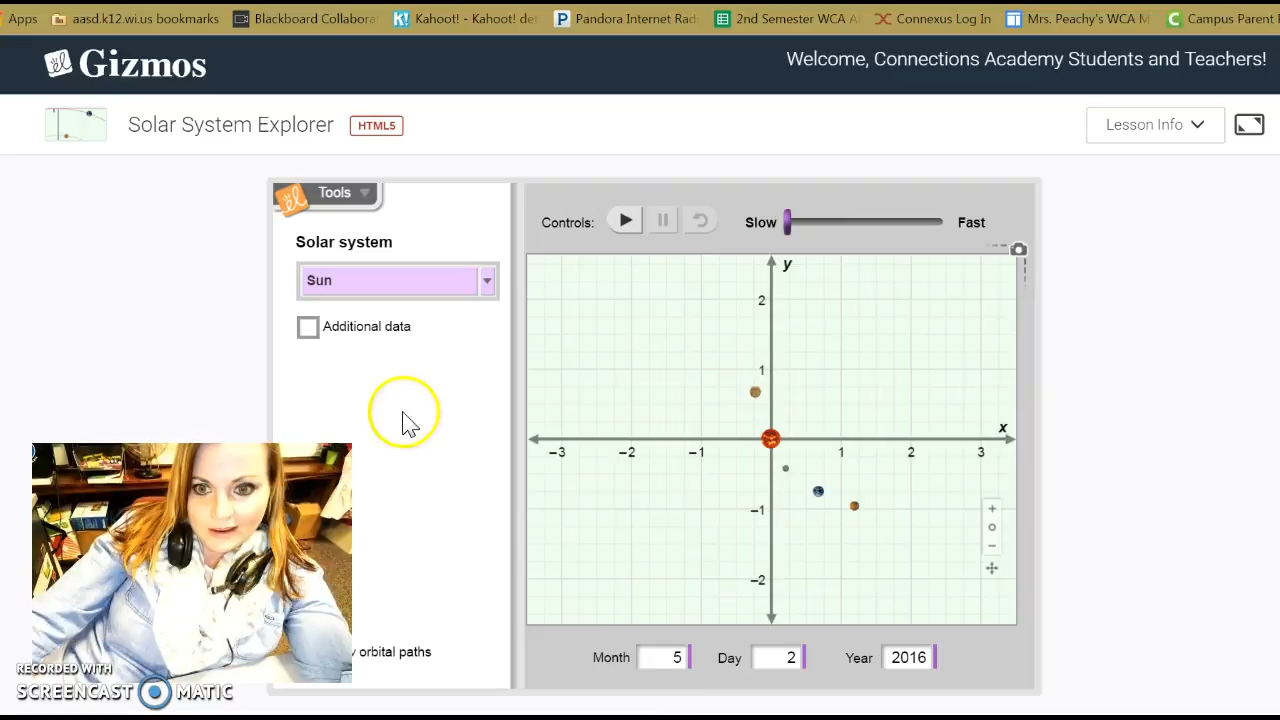 Apps aasd.k12.wi.us bookmarks Blackboard Collabora Kahoot! - Kahoot! de Pandora Internet Rad 2nd Semester WCA A Connexus Log In Mrs. Peachy's WCA M Campus Parent
Gizmos
Welcome, Connections Academy Students and Teachers!
Solar System Explorer HTML5
Lesson Info
Tools
Controls: Slow Fast
Solar system
Sun
Additional data
y
2
1
x
-3 -2 -1 1 2 3
-1
-2
orbital paths
Month 5 Day 2 Year 2016
RECORDED WITH
SCREENCAST MATIC